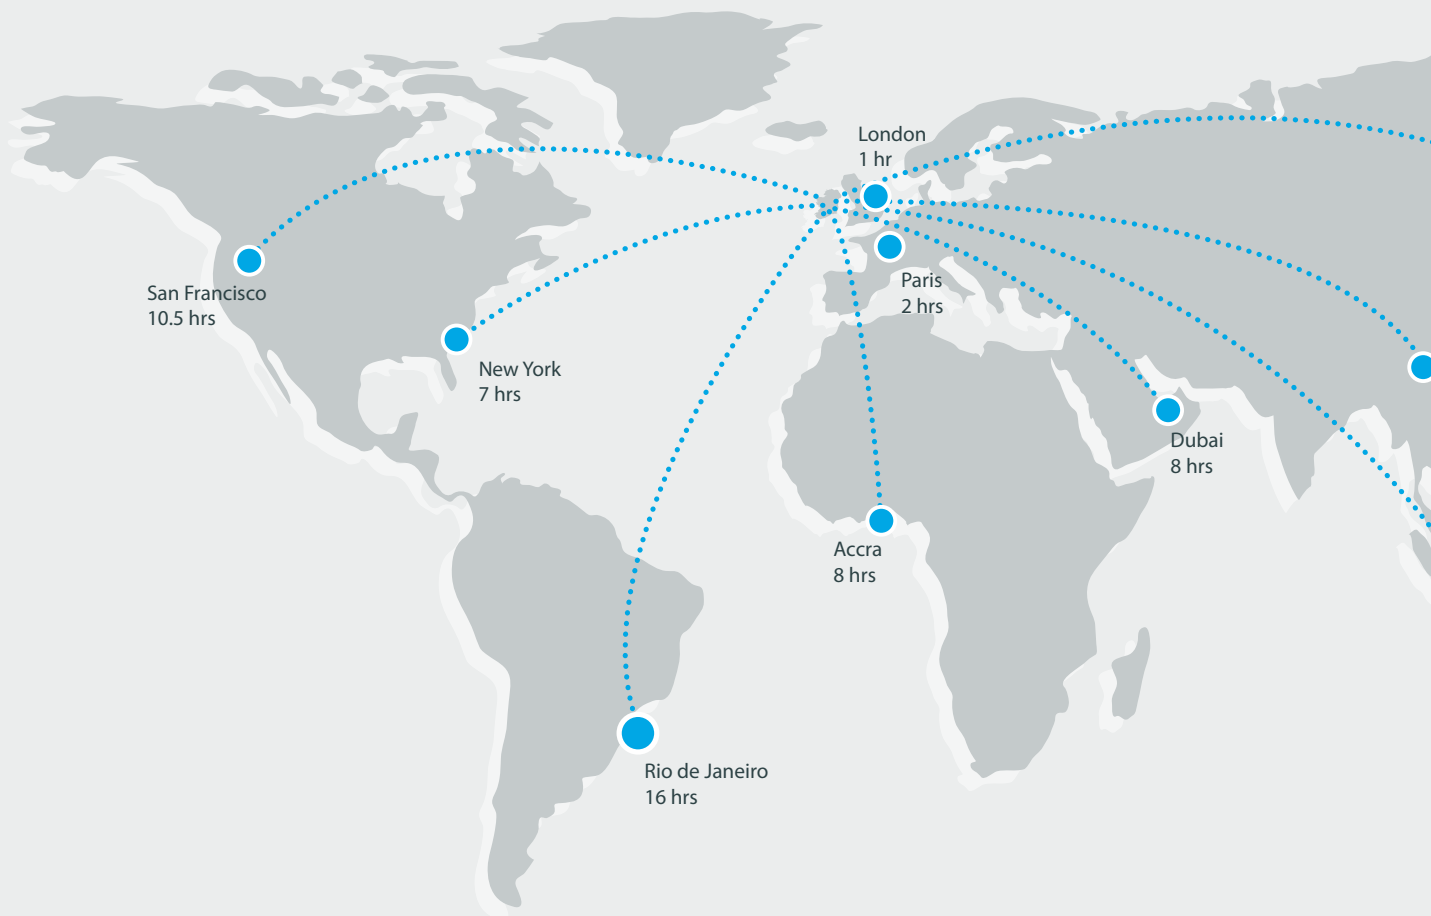 London
1 hr
San Francisco
10.5 hrs
Paris
2 hrs
New York
7 hrs
Dubai
8 hrs
Accra
8 hrs
Rio de Janeiro
16 hrs